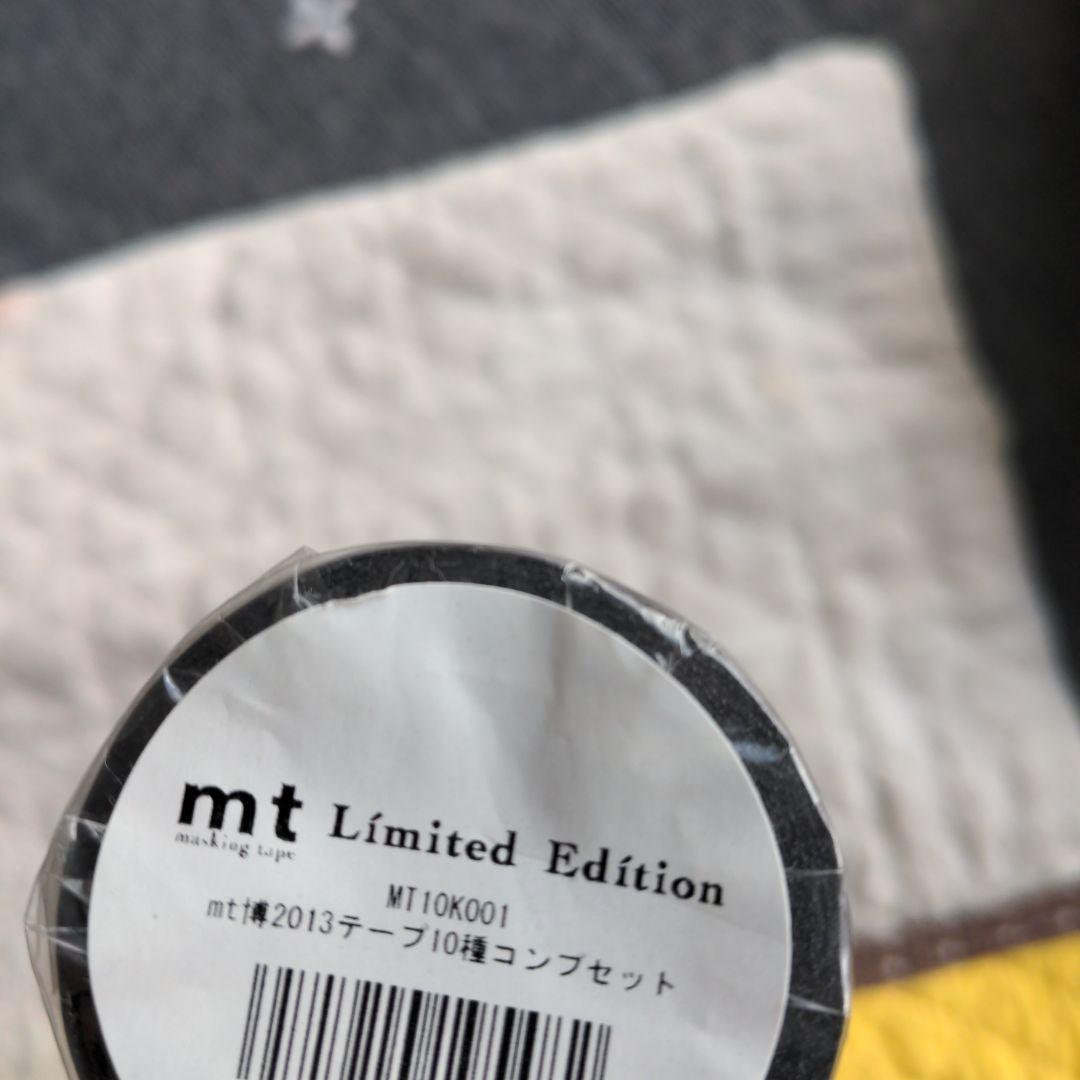 mt Límited Edítion
masking tape
MT10K001
mt博2013テープ10種コンプセット